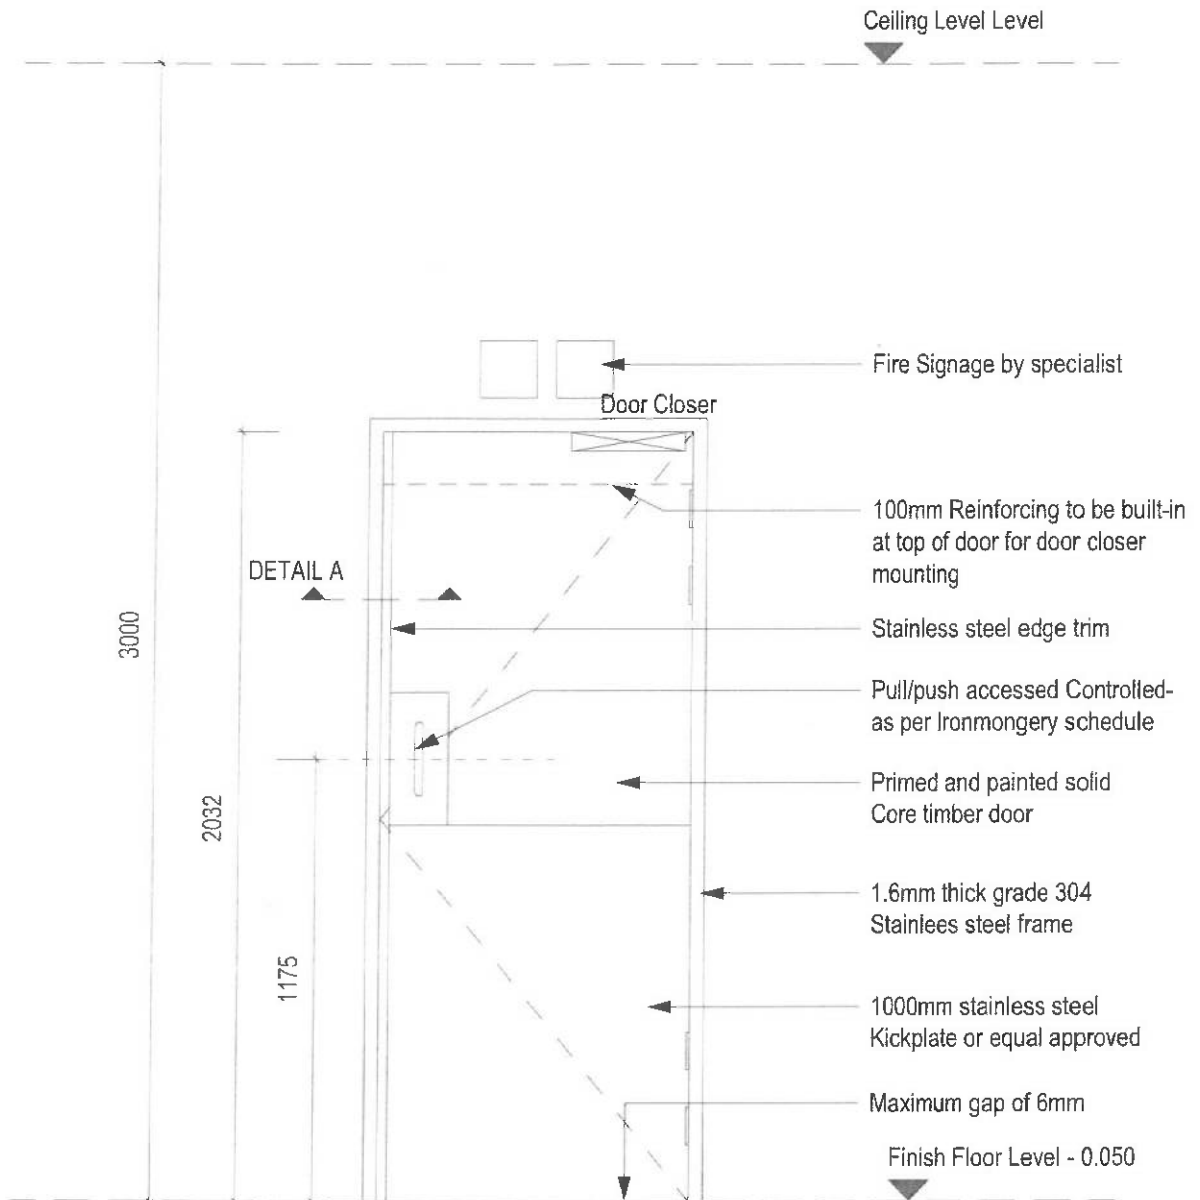 Ceiling Level Level
Fire Signage by specialist
Door Closer
100mm Reinforcing to be built-in
at top of door for door closer
mounting
DETAIL A
Stainless steel edge trim
3000
Pull/push accessed Controlled-
as per Ironmongery schedule
Primed and painted solid
Core timber door
2032
1.6mm thick grade 304
Stainlees steel frame
1175
1000mm stainless steel
Kickplate or equal approved
Maximum gap of 6mm
Finish Floor Level - 0.050